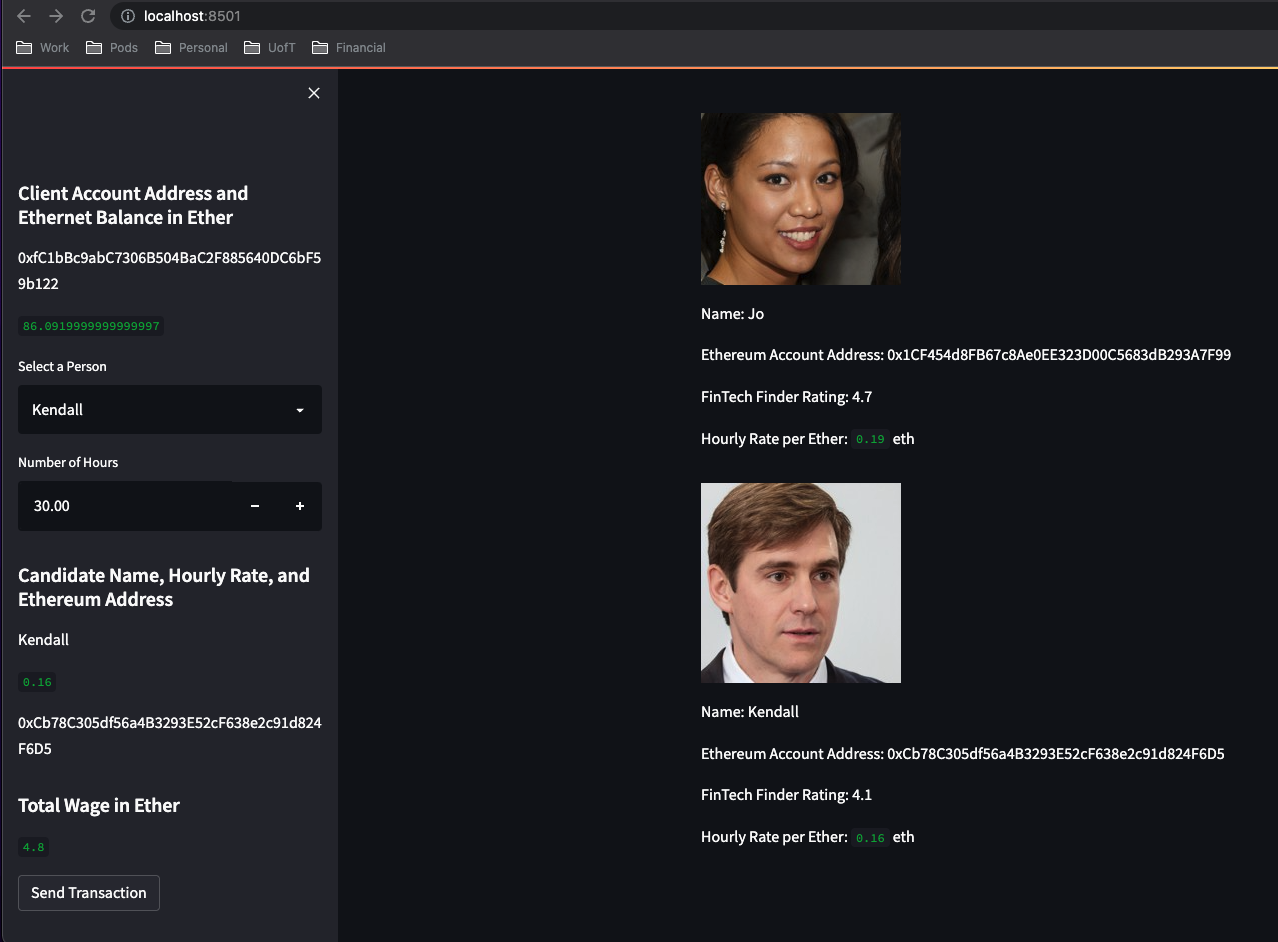 localhost:8501
Work Pods Personal UofT Financial
Client Account Address and
Ethernet Balance in Ether
0xfC1bBc9abC7306B504BaC2F885640DC6bF5
9b122
86.0919999999999997
Select a Person
Kendall
Number of Hours
30.00
Candidate Name, Hourly Rate, and
Ethereum Address
Kendall
0.16
0xCb78C305df56a4B3293E52cF638e2c91d824
F6D5
Total Wage in Ether
4.8
Send Transaction
Name: Jo
Ethereum Account Address: 0x1CF454d8FB67c8Ae0EE323D00C5683dB293A7F99
FinTech Finder Rating: 4.7
Hourly Rate per Ether: 0.19 eth
Name: Kendall
Ethereum Account Address: 0xCb78C305df56a4B3293E52cF638e2c91d824F6D5
FinTech Finder Rating: 4.1
Hourly Rate per Ether: 0.16 eth